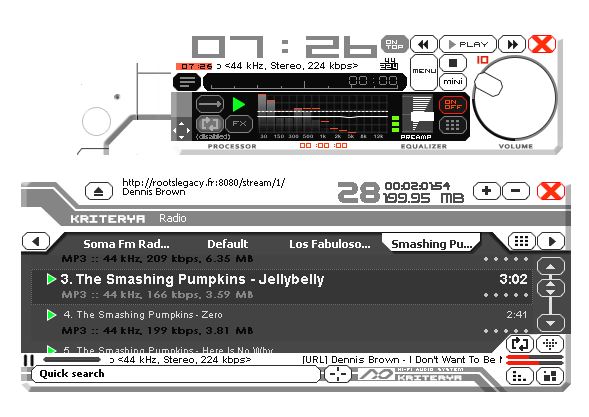 07:26
ON TOP
PLAY
07:26 <44 kHz, Stereo, 224 kbps>
44
224
MENU
10
mini
00:00
FX
(disabled)
30 150 300 500 1k 2k 5k 8k 12k
PREAMP
ON OFF
PROCESSOR
00 :00 :00
EQUALIZER
VOLUME
http://rootslegacy.fr:8080/stream/1/
Dennis Brown
28
199.95 MB
KRITERYA Radio
Soma Fm Rad...
Default
Los Fabuloso...
Smashing Pu...
MP3 :: 44 kHz, 209 kbps, 6.35 MB
3. The Smashing Pumpkins - Jellybelly 3:02
MP3 :: 44 kHz, 166 kbps, 3.59 MB
4. The Smashing Pumpkins - Zero 2:41
MP3 :: 44 kHz, 199 kbps, 3.81 MB
5. The Smashing Pumpkins - Here Is No Why
<44 kHz, Stereo, 224 kbps> [URL] Dennis Brown - I Don't Want To Be
Quick search
HI-FI AUDIO SYSTEM
KRITERYA